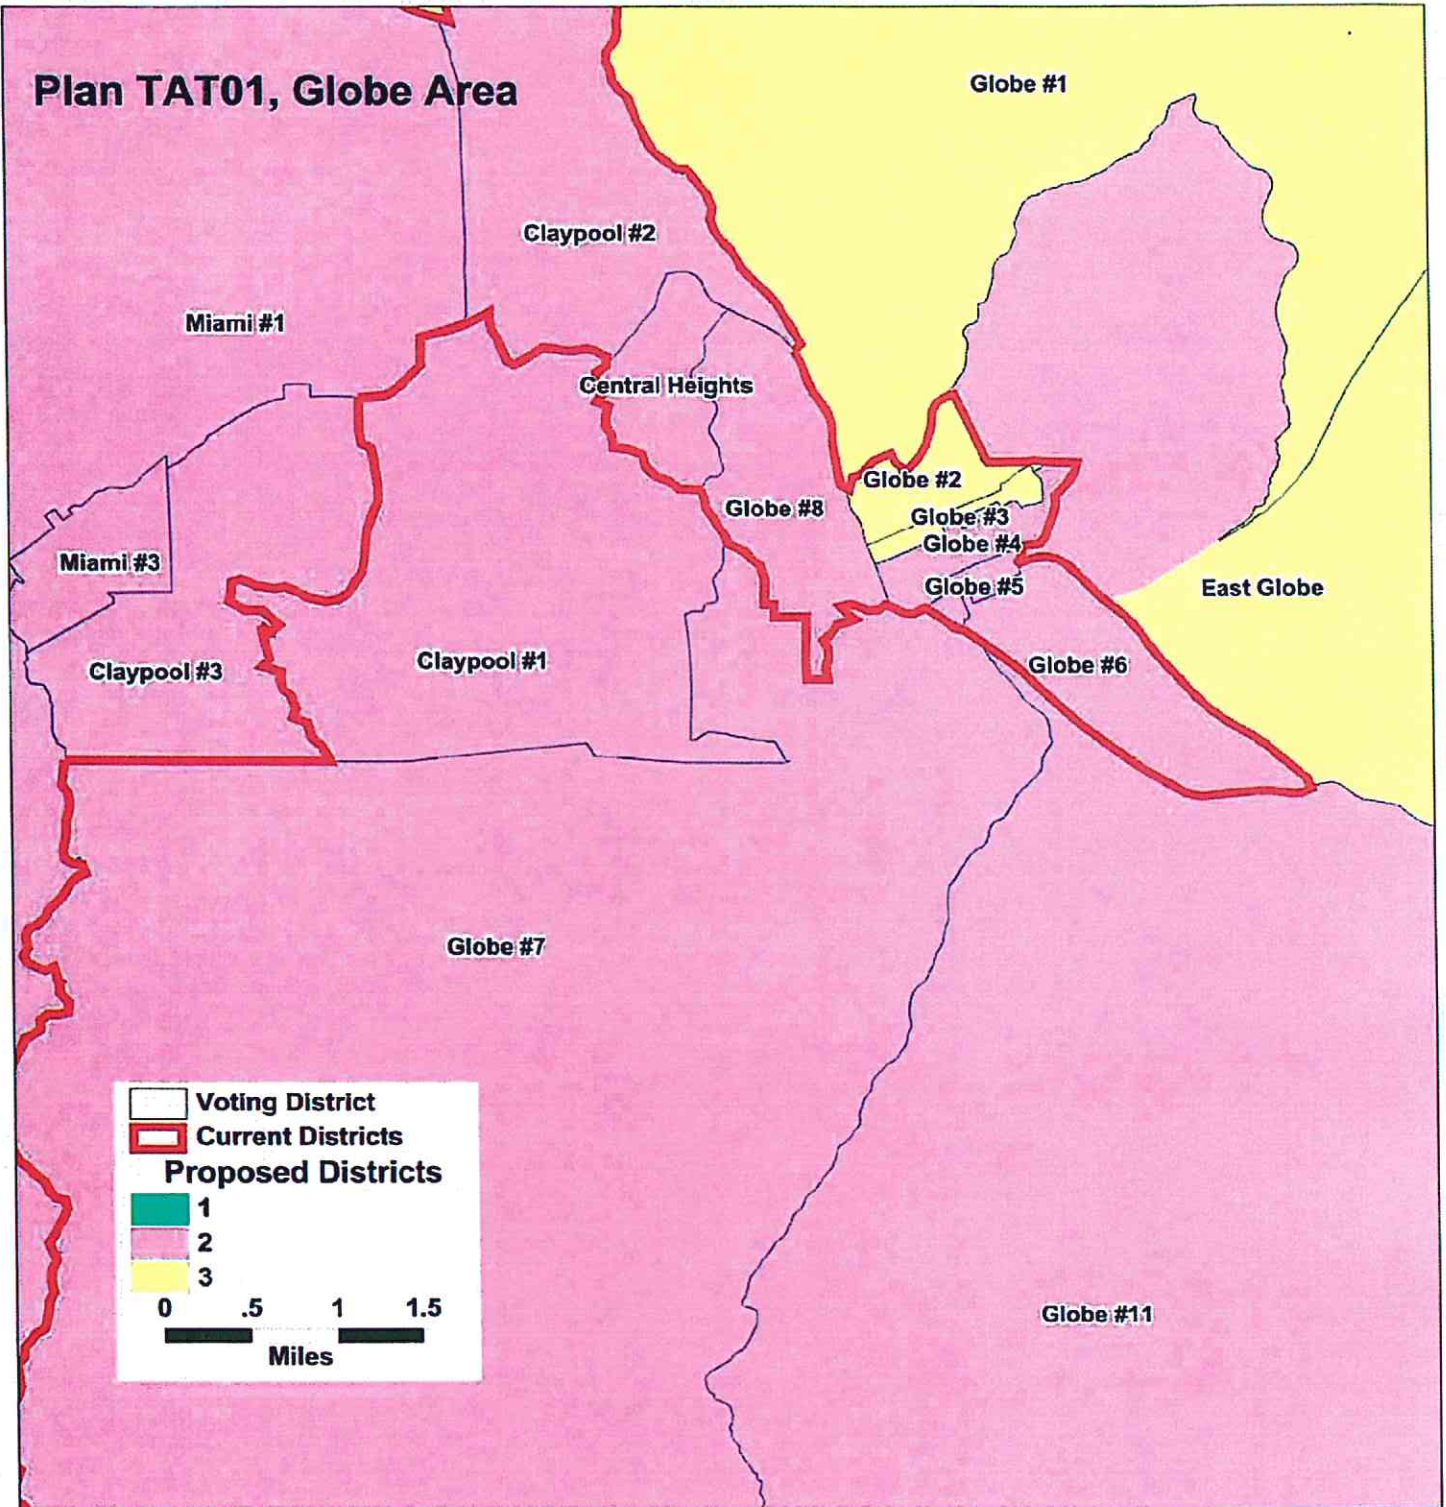 Plan TAT01, Globe Area
Globe #1
Claypool #2
Miami #1
Central Heights
Globe #2
Globe #8
Globe #3
Globe #4
Miami #3
Globe #5
East Globe
Claypool #3
Claypool #1
Globe #6
Globe #7
Voting District
Current Districts
Proposed Districts
1
2
3
0 .5 1 1.5
Miles
Globe #11